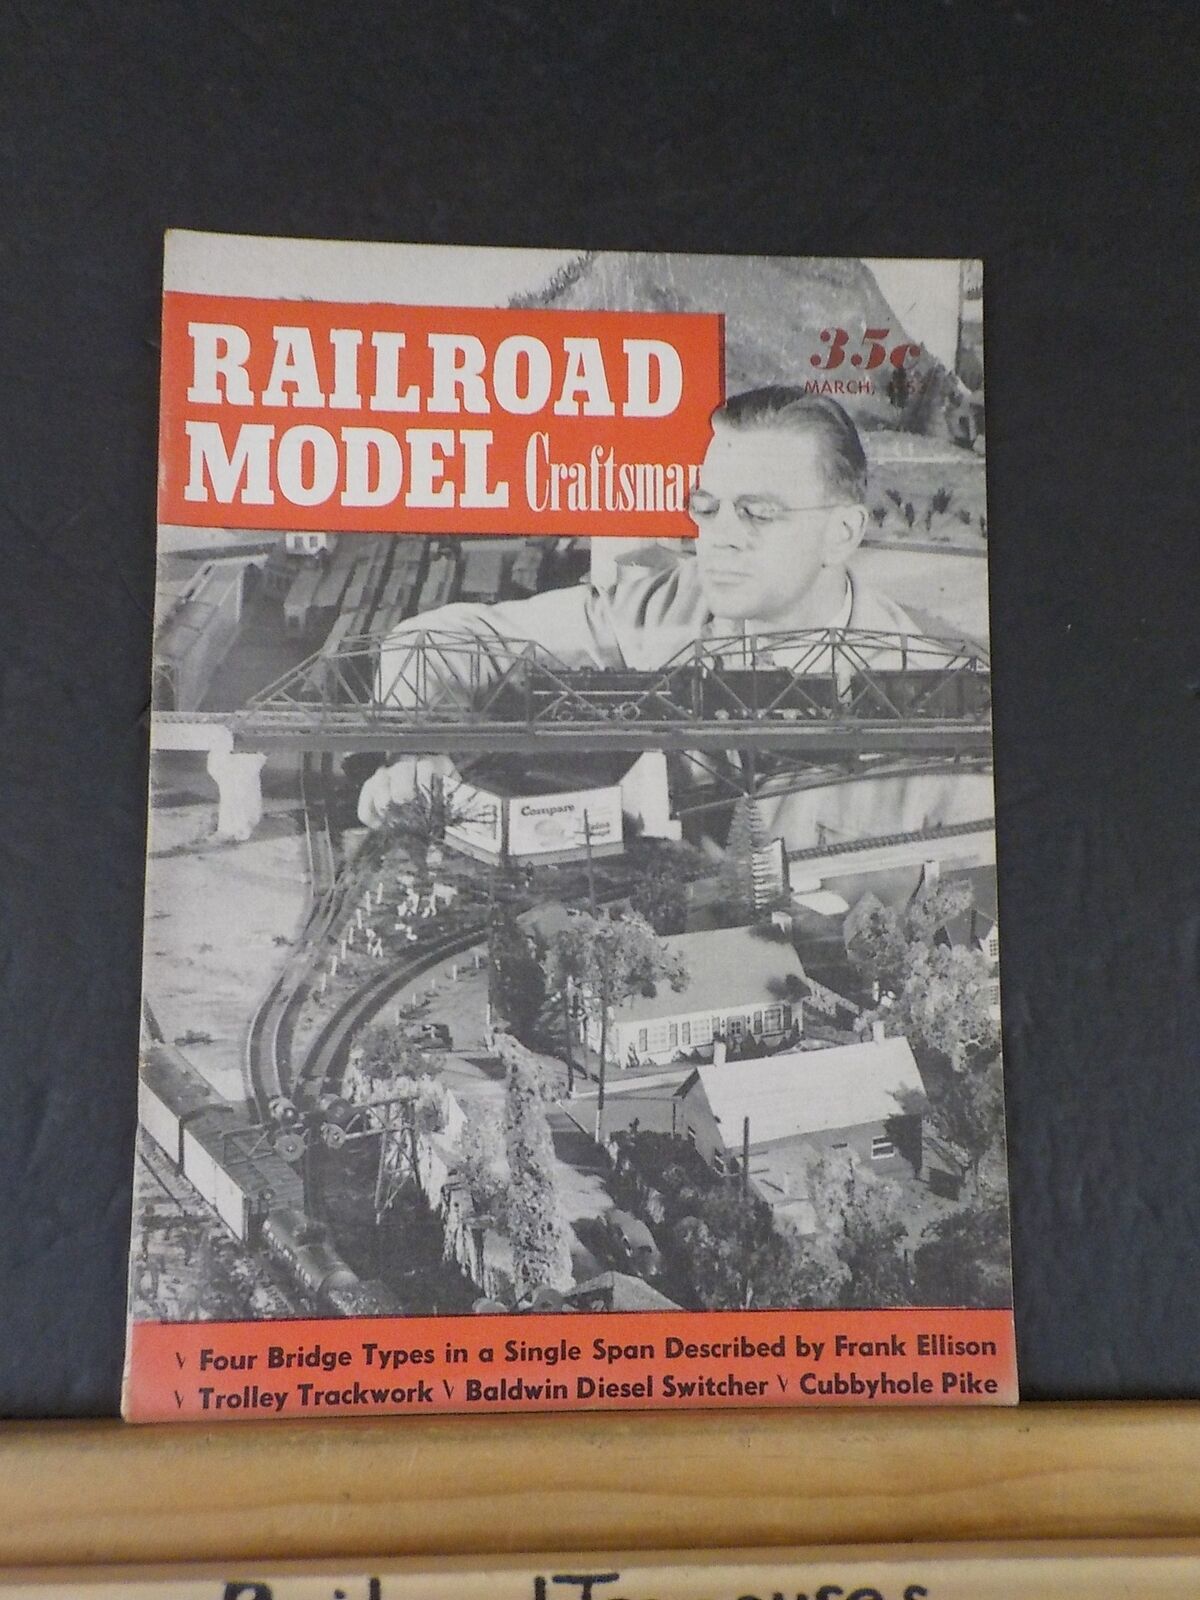 RAILROAD
MODEL Craftsman
35c
MARCH,
Compare
v Four Bridge Types in a Single Span Described by Frank Ellison
v Trolley Trackwork v Baldwin Diesel Switcher v Cubbyhole Pike